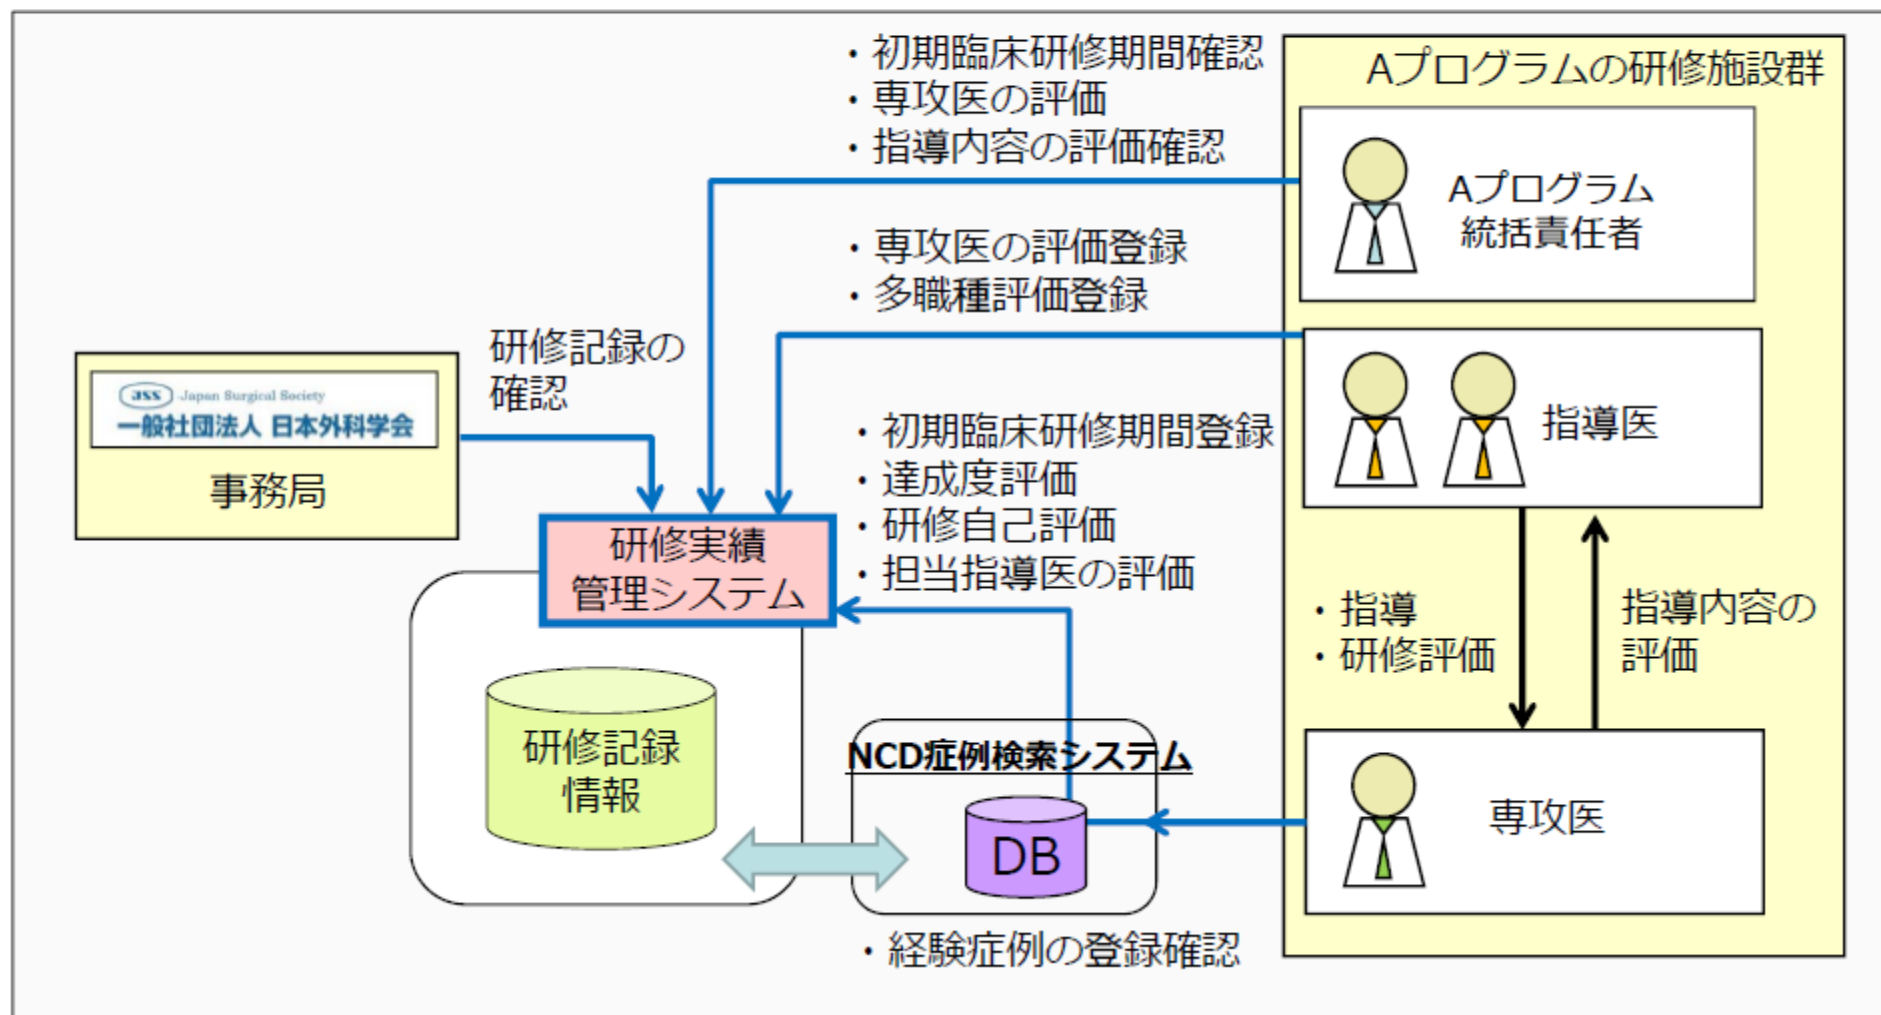 ・初期臨床研修期間確認
・専攻医の評価
・指導内容の評価確認
Aプログラムの研修施設群
Aプログラム
統括責任者
・専攻医の評価登録
・多職種評価登録
研修記録の
確認
JSS Japan Surgical Society
一般社団法人 日本外科学会
事務局
指導医
・初期臨床研修期間登録
・達成度評価
・研修自己評価
・担当指導医の評価
研修実績
管理システム
・指導
・研修評価
指導内容の
評価
研修記録
情報
NCD症例検索システム
DB
専攻医
・経験症例の登録確認